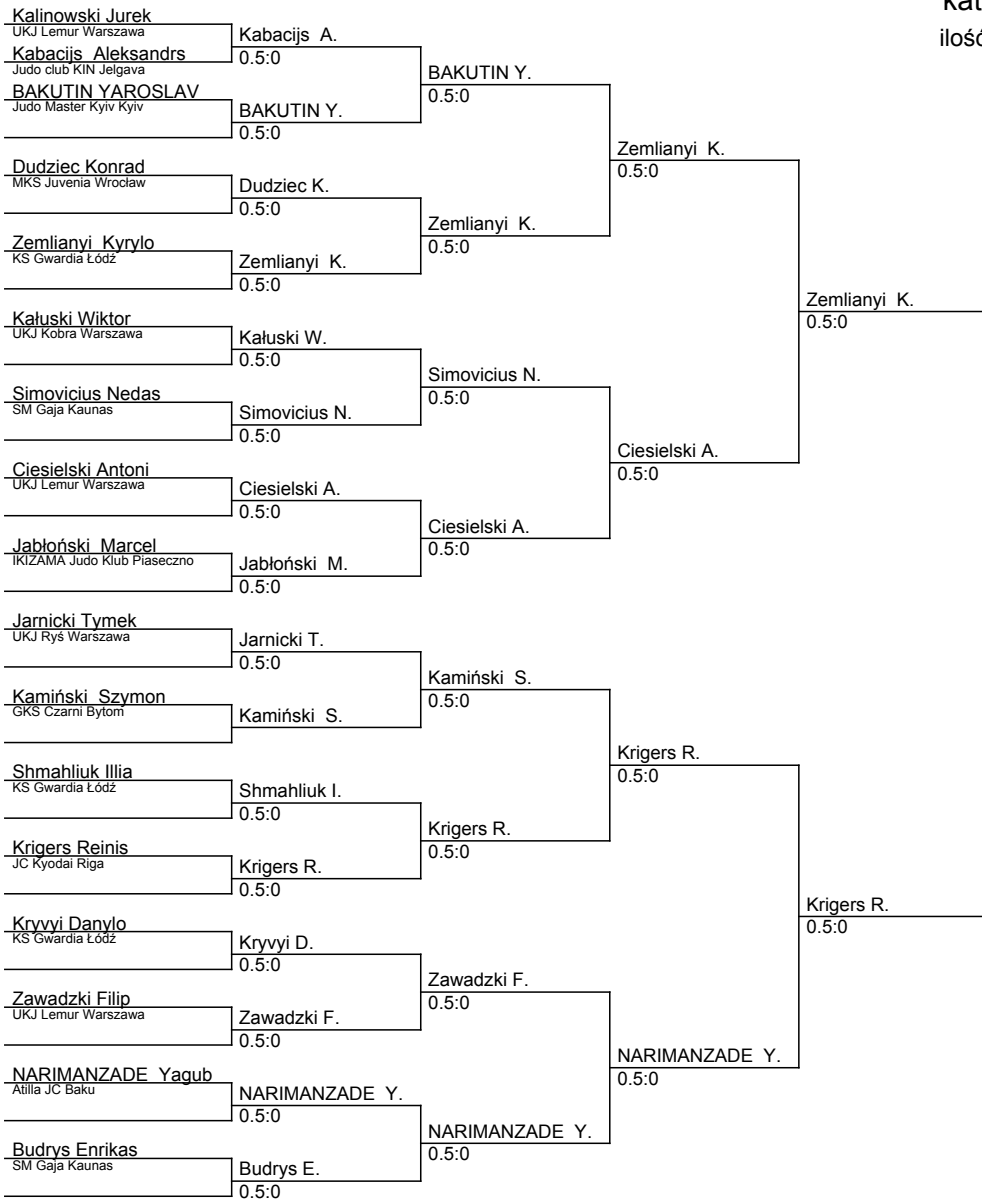 kat
ilość
Kalinowski Jurek
UKJ Lemur Warszawa
Kabacijs  Aleksandrs
Judo club KIN Jelgava
BAKUTIN YAROSLAV
Judo Master Kyiv Kyiv
Dudziec Konrad
MKS Juvenia Wrocław
Zemlianyi  Kyrylo
KS Gwardia Łódź
Kałuski Wiktor
UKJ Kobra Warszawa
Simovicius Nedas
SM Gaja Kaunas
Ciesielski Antoni
UKJ Lemur Warszawa
Jabłoński  Marcel
IKIZAMA Judo Klub Piaseczno
Jarnicki Tymek
UKJ Ryś Warszawa
Kamiński  Szymon
GKS Czarni Bytom
Shmahliuk Illia
KS Gwardia Łódź
Krigers Reinis
JC Kyodai Riga
Kryvyi Danylo
KS Gwardia Łódź
Zawadzki Filip
UKJ Lemur Warszawa
NARIMANZADE  Yagub
Atilla JC Baku
Budrys Enrikas
SM Gaja Kaunas
Kabacijs  A.
0.5:0
BAKUTIN Y.
0.5:0
Dudziec K.
0.5:0
Zemlianyi  K.
0.5:0
Kałuski W.
0.5:0
Simovicius N.
0.5:0
Ciesielski A.
0.5:0
Jabłoński  M.
0.5:0
Jarnicki T.
0.5:0
Kamiński  S.
Shmahliuk I.
0.5:0
Krigers R.
0.5:0
Kryvyi D.
0.5:0
Zawadzki F.
0.5:0
NARIMANZADE  Y.
0.5:0
Budrys E.
0.5:0
BAKUTIN Y.
0.5:0
Zemlianyi  K.
0.5:0
Simovicius N.
0.5:0
Ciesielski A.
0.5:0
Kamiński  S.
0.5:0
Krigers R.
0.5:0
Zawadzki F.
0.5:0
NARIMANZADE  Y.
0.5:0
Zemlianyi  K.
0.5:0
Ciesielski A.
0.5:0
Krigers R.
0.5:0
NARIMANZADE  Y.
0.5:0
Zemlianyi  K.
0.5:0
Krigers R.
0.5:0